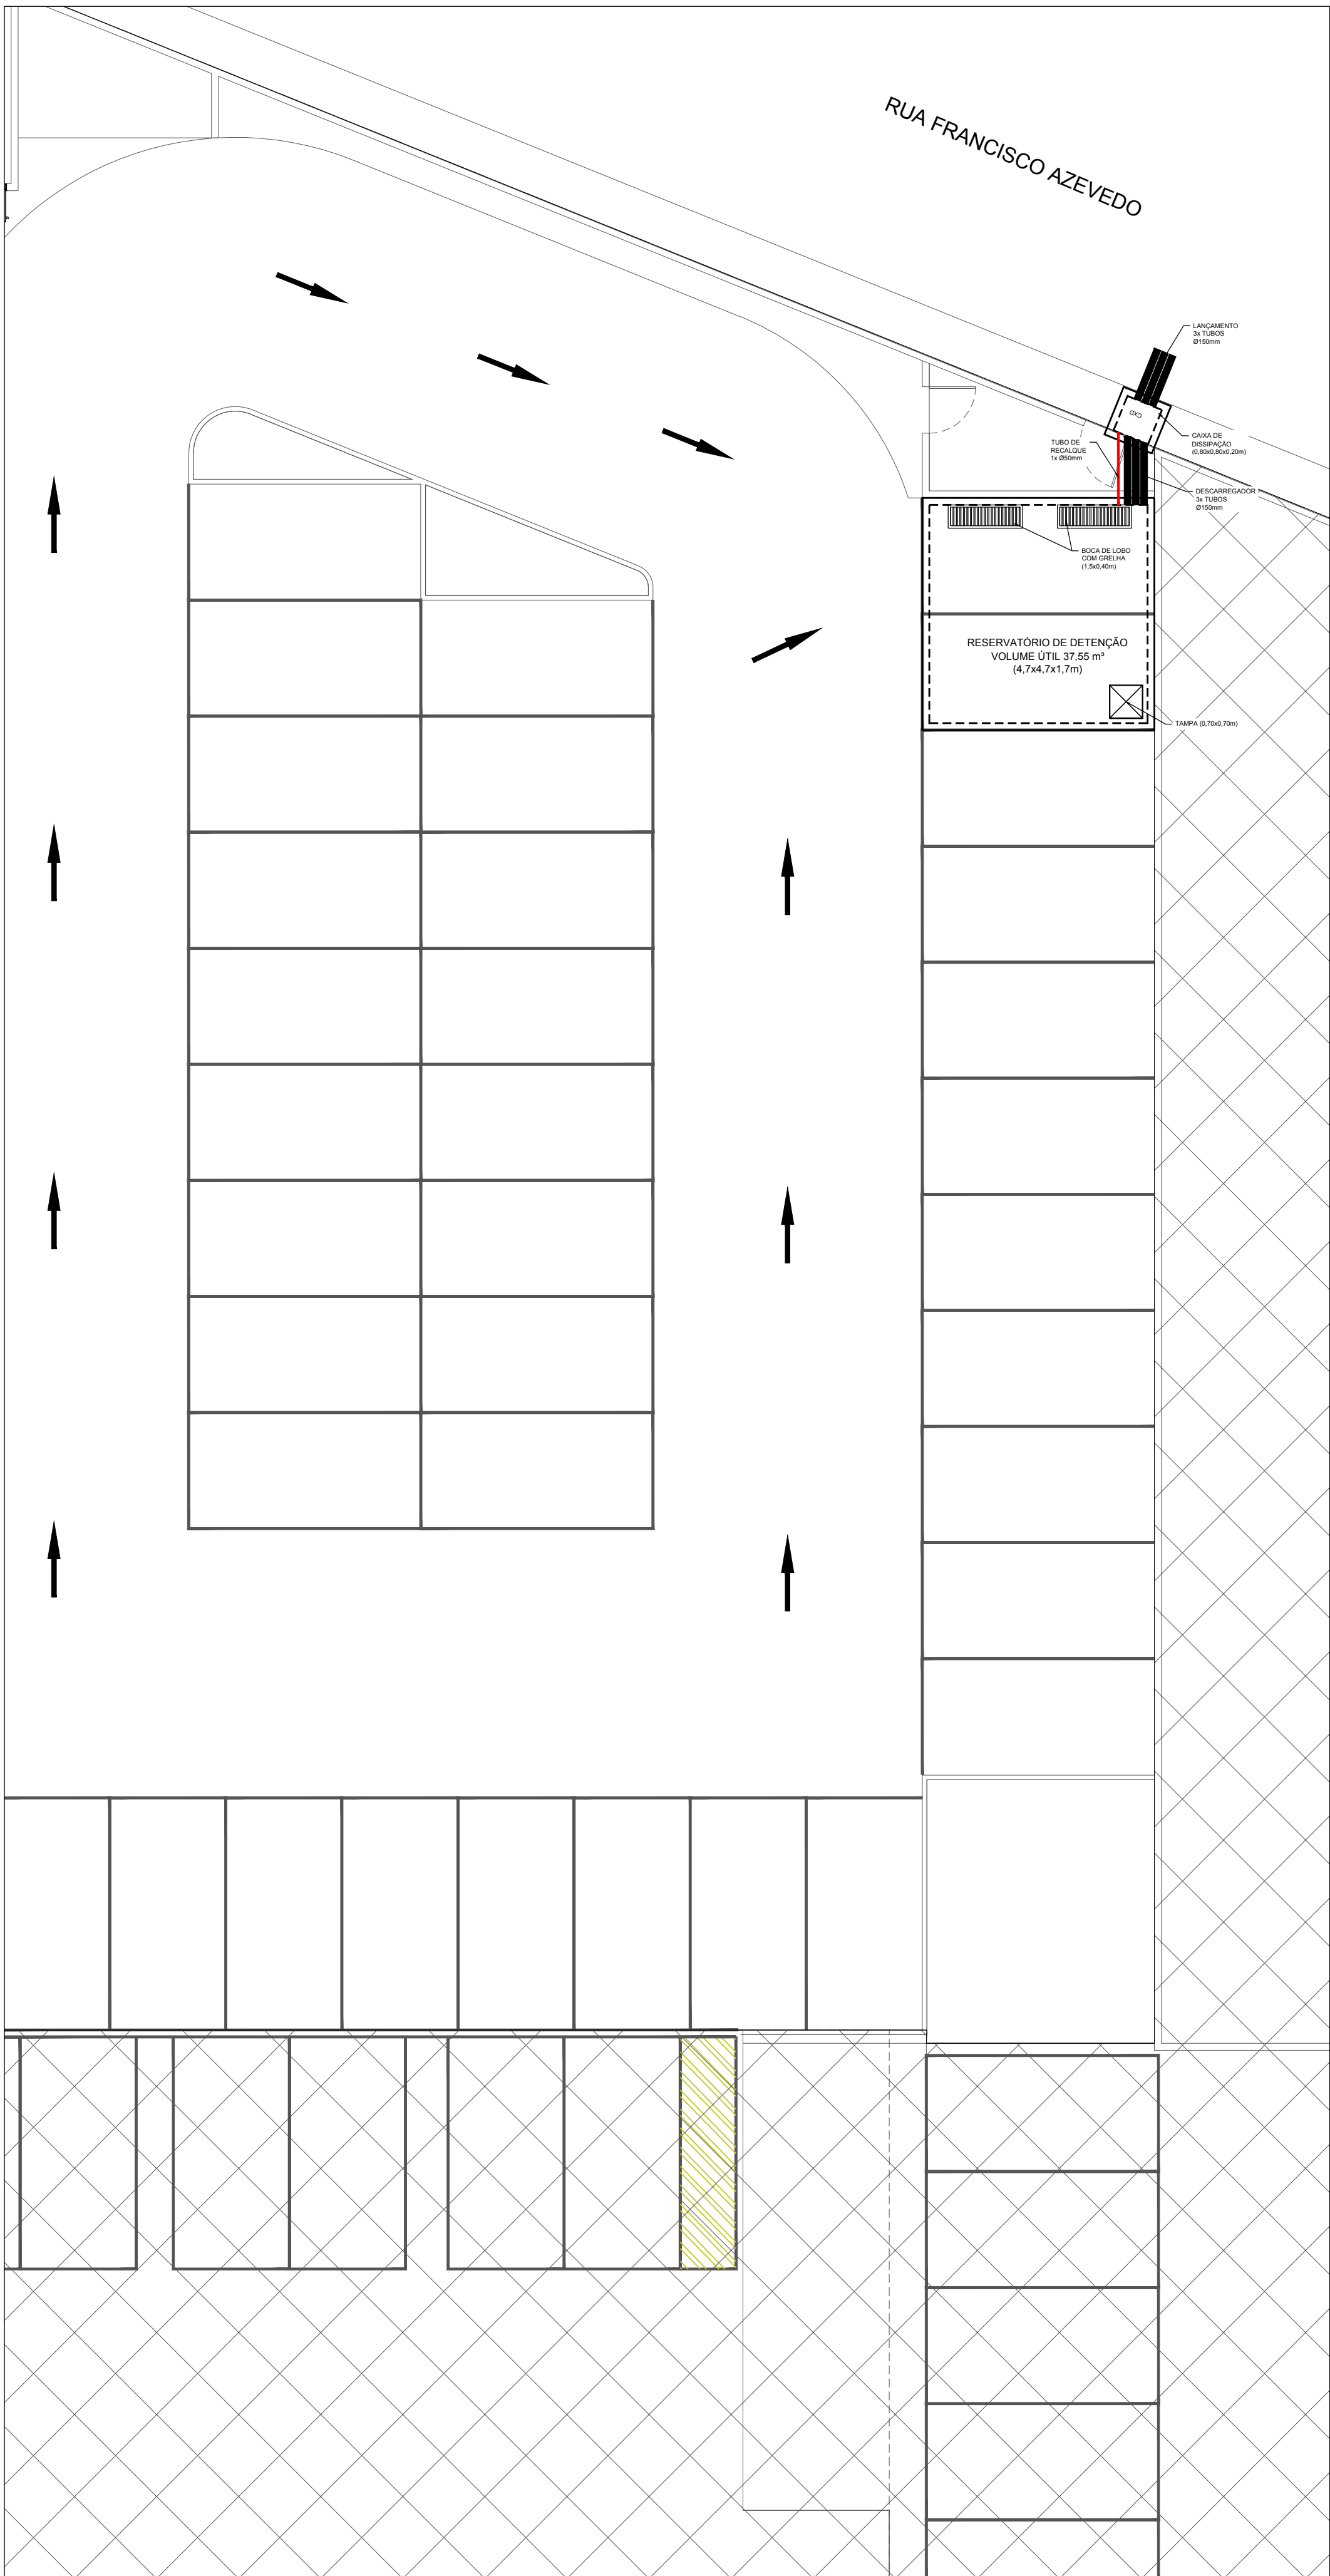 RUA FRANCISCO AZEVEDO
LANÇAMENTO
3x TUBOS
Ø150mm
CXD
CAIXA DE
DISSIPAÇÃO
(0,80x0,80x0,20m)
TUBO DE
RECALQUE
1x Ø50mm
DESCARREGADOR
3x TUBOS
Ø150mm
BOCA DE LOBO
COM GRELHA
(1,5x0,40m)
RESERVATÓRIO DE DETENÇÃO
VOLUME ÚTIL 37,55 m³
(4,7x4,7x1,7m)
TAMPA (0,70x0,70m)